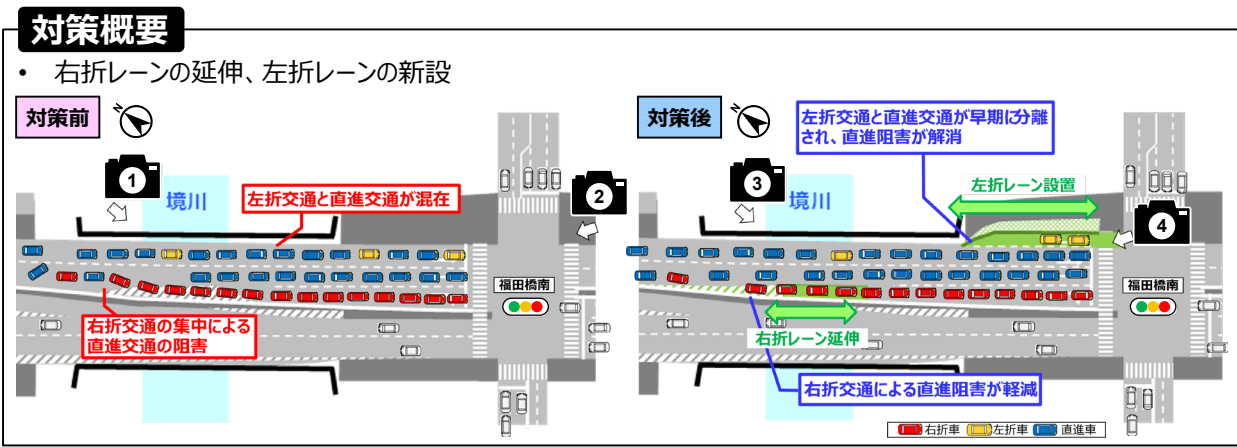 対策概要
• 右折レーンの延伸、左折レーンの新設
対策前
N
1
境川
左折交通と直進交通が混在
2
福田橋南
右折交通の集中による
直進交通の阻害
対策後
N
左折交通と直進交通が早期に分離
され、直進阻害が解消
3
境川
左折レーン設置
4
福田橋南
右折レーン延伸
右折交通による直進阻害が軽減
右折車 左折車 直進車